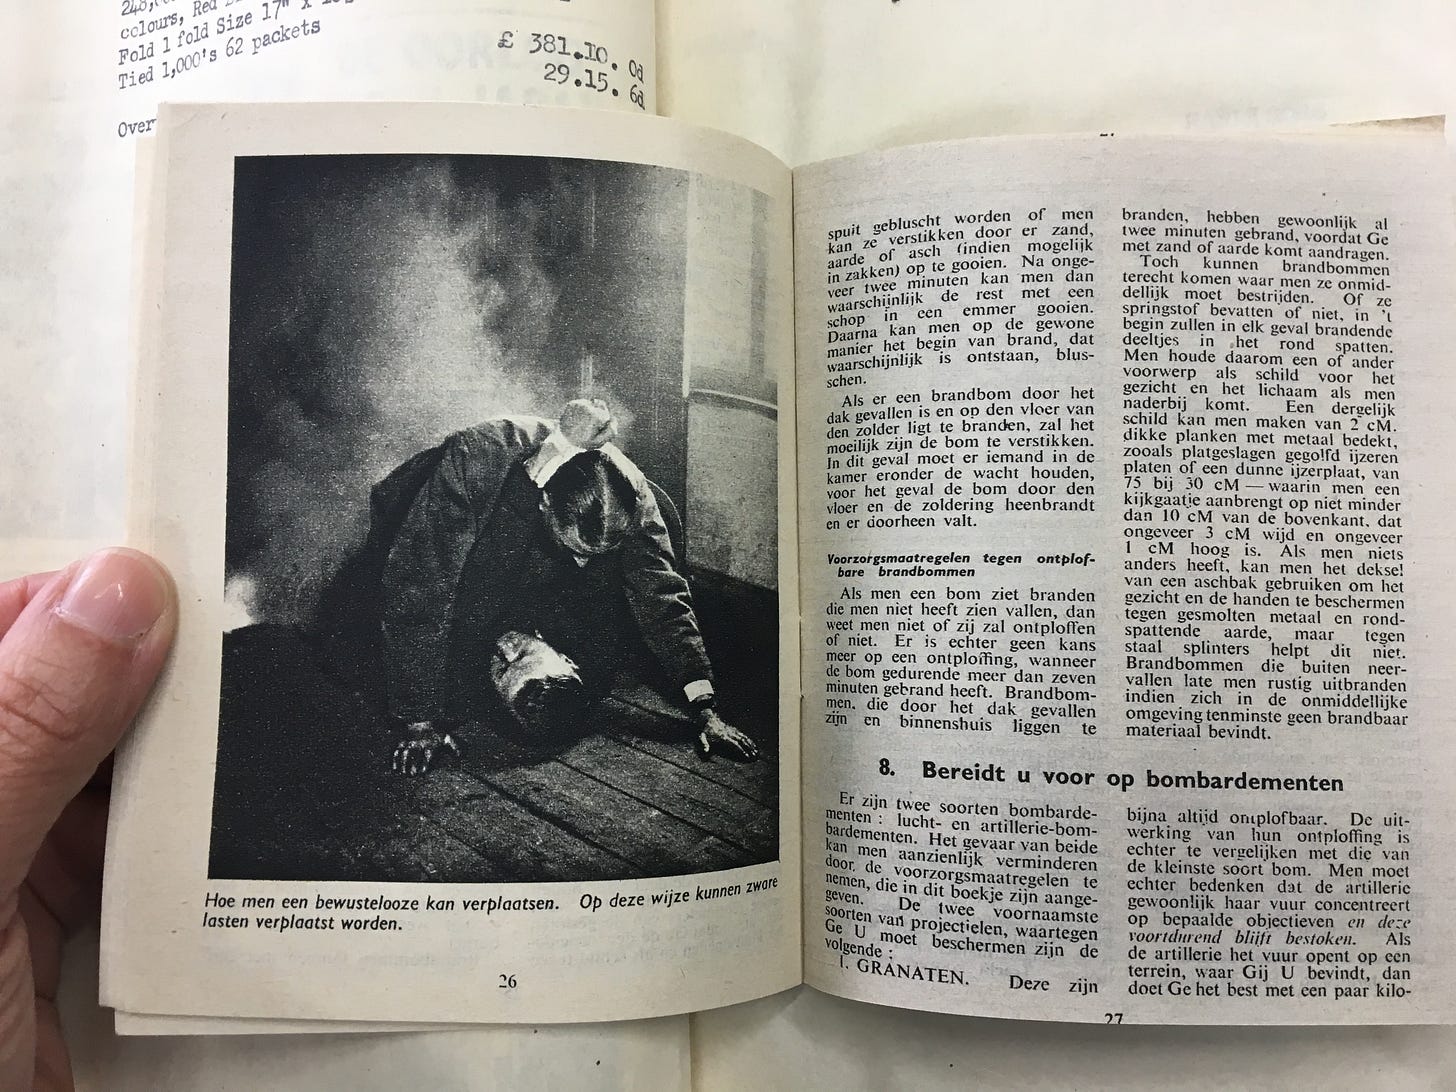 colours, Red
Fold 1 fold Size 17" x
Tied 1,000's 62 packets
£ 381.10. 0d
29.15. 6d
Over
Hoe men een bewustelooze kan verplaatsen. Op deze wijze kunnen zware
lasten verplaatst worden.
26
spuit gebluscht worden of men
kan ze verstikken door er zand,
aarde of asch (indien mogelijk
in zakken) op te gooien. Na onge-
veer twee minuten kan men dan
waarschijnlijk de rest met een
schop in een emmer gooien.
Daarna kan men op de gewone
manier het begin van brand, dat
waarschijnlijk is ontstaan, blus-
schen.
Als er een brandbom door het
dak gevallen is en op den vloer van
den zolder ligt te branden, zal het
moeilijk zijn de bom te verstikken.
In dit geval moet er iemand in de
kamer eronder de wacht houden,
voor het geval de bom door den
vloer en de zoldering heenbrandt
en er doorheen valt.
Voorzorgsmaatregelen tegen ontplof-
bare brandbommen
Als men een bom ziet branden
die men niet heeft zien vallen, dan
weet men niet of zij zal ontploffen
of niet. Er is echter geen kans
meer op een ontploffing, wanneer
de bom gedurende meer dan zeven
minuten gebrand heeft. Brandbom-
men, die door het dak gevallen
zijn en binnenshuis liggen te
branden, hebben gewoonlijk al
twee minuten gebrand, voordat Ge
met zand of aarde komt aandragen.
Toch kunnen brandbommen
terecht komen waar men ze onmid-
dellijk moet bestrijden. Of ze
springstof bevatten of niet, in 't
begin zullen in elk geval brandende
deeltjes in het rond spatten.
Men houde daarom een of ander
voorwerp als schild voor het
gezicht en het lichaam als men
naderbij komt. Een dergelijk
schild kan men maken van 2 cM.
dikke planken met metaal bedekt,
zooals platgeslagen gegolfd ijzeren
platen of een dunne ijzerplaat, van
75 bij 30 cM — waarin men een
kijkgaatje aanbrengt op niet minder
dan 10 cM van de bovenkant, dat
ongeveer 3 cM wijd en ongeveer
1 cM hoog is. Als men niets
anders heeft, kan men het deksel
van een aschbak gebruiken om het
gezicht en de handen te beschermen
tegen gesmolten metaal en rond-
spattende aarde, maar tegen
staal splinters helpt dit niet.
Brandbommen die buiten neer-
vallen late men rustig uitbranden
indien zich in de onmiddellijke
omgeving tenminste geen brandbaar
materiaal bevindt.
8. Bereidt u voor op bombardementen
Er zijn twee soorten bombarde-
menten : lucht- en artillerie-bom-
bardementen. Het gevaar van beide
kan men aanzienlijk verminderen
door de voorzorgsmaatregelen te
nemen, die in dit boekje zijn aange-
geven. De twee voornaamste
soorten van projectielen, waartegen
Ge U moet beschermen zijn de
volgende :
1. GRANATEN. Deze zijn
bijna altijd ontplofbaar. De uit-
werking van hun ontploffing is
echter te vergelijken met die van
de kleinste soort bom. Men moet
echter bedenken dat de artillerie
gewoonlijk haar vuur concentreert
op bepaalde objectieven en deze
voortdurend blijft bestoken. Als
de artillerie het vuur opent op een
terrein, waar Gij U bevindt, dan
doet Ge het best met een paar kilo-
27